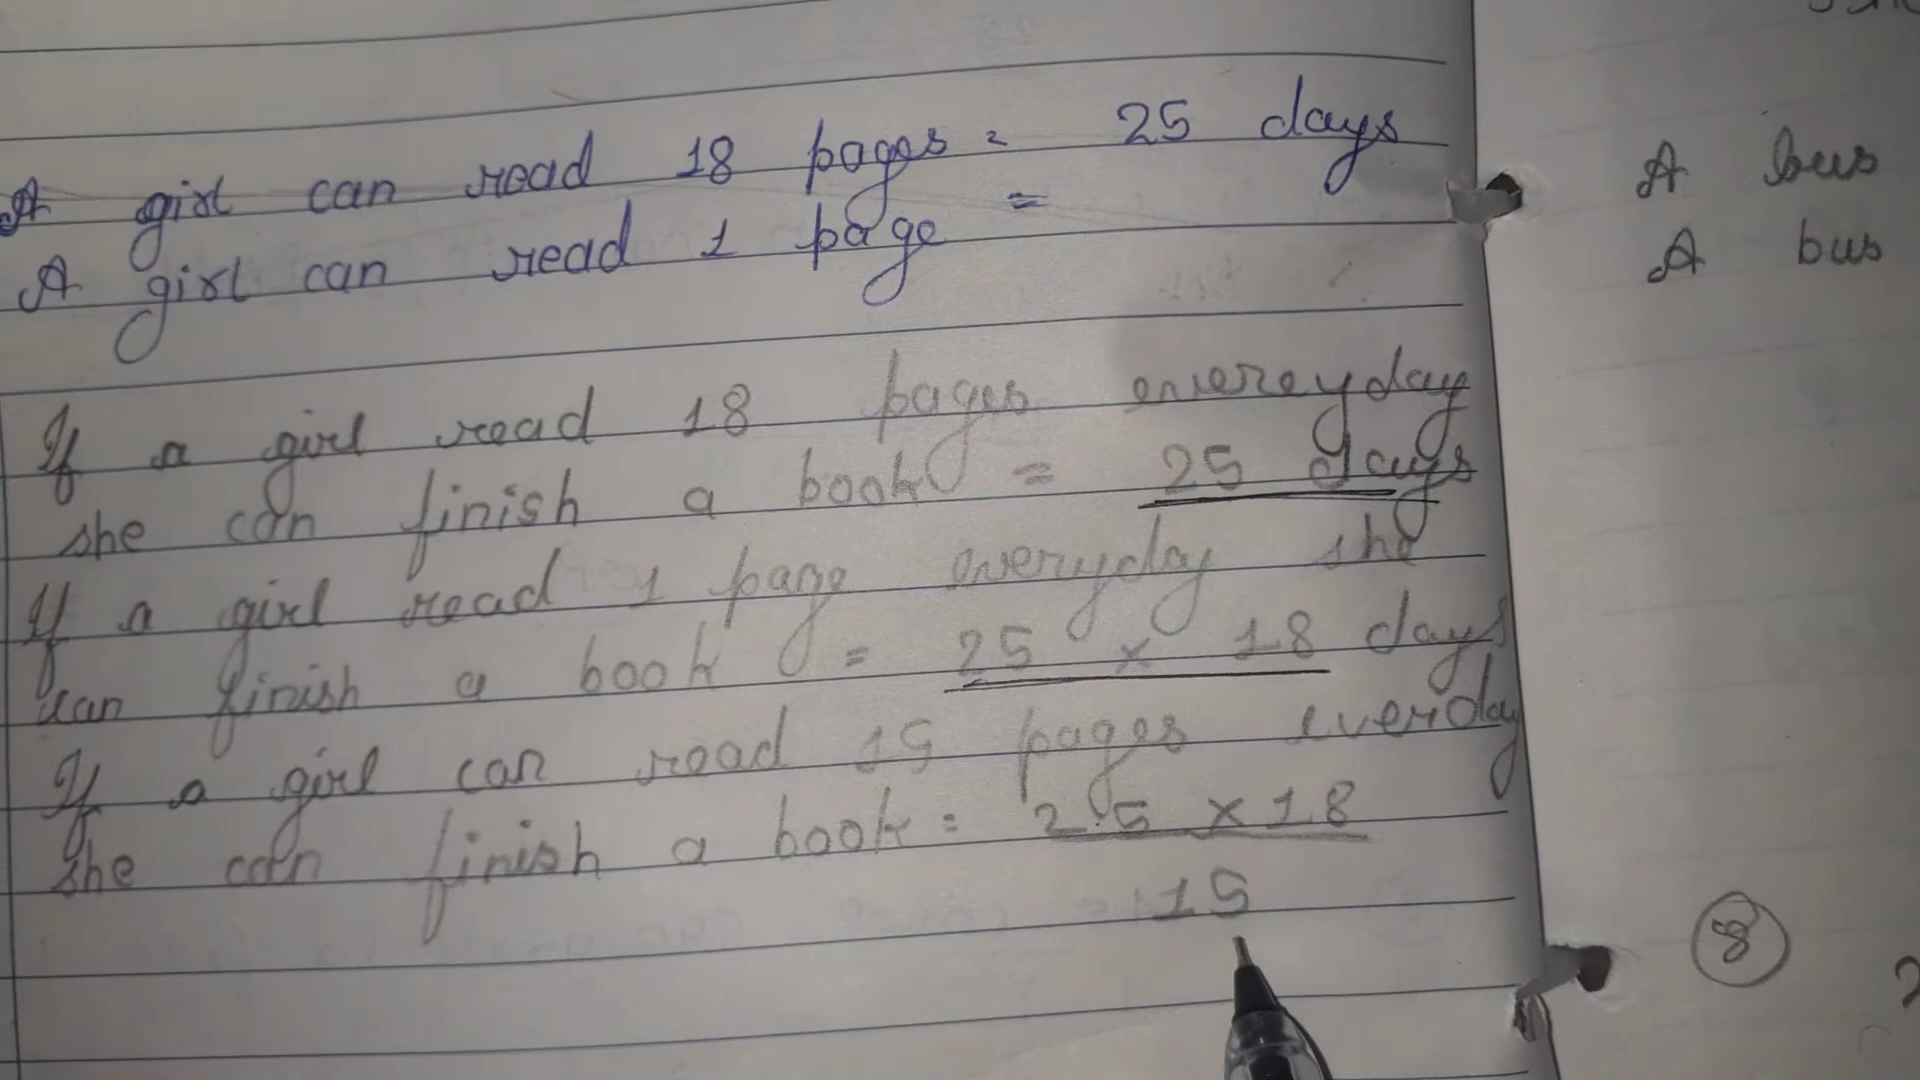 A girl can read 18 pages = 25 days
A girl can read 1 page =
If a girl read 18 pages evereyday
she can finish a book = 25 days
If a girl read 1 page everyday she
can finish a book = 25 x 18 days
If a girl can read 15 pages everday
she can finish a book = 25 x 18
15
A bus
A bus
8